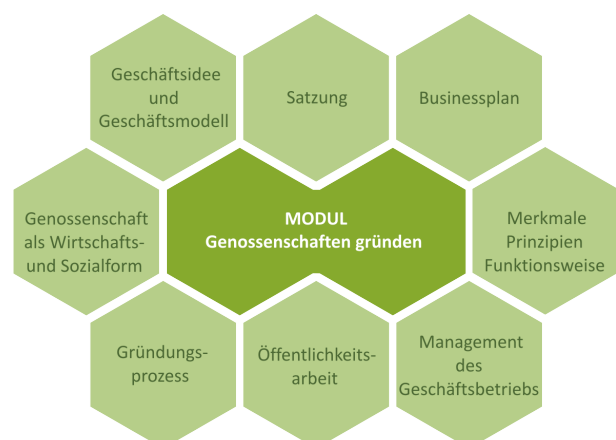 Geschäftsidee
und
Geschäftsmodell
Satzung
Businessplan
Genossenschaft
als Wirtschafts-
und Sozialform
MODUL
Genossenschaften gründen
Merkmale
Prinzipien
Funktionsweise
Gründungs-
prozess
Öffentlichkeits-
arbeit
Management
des
Geschäftsbetriebs